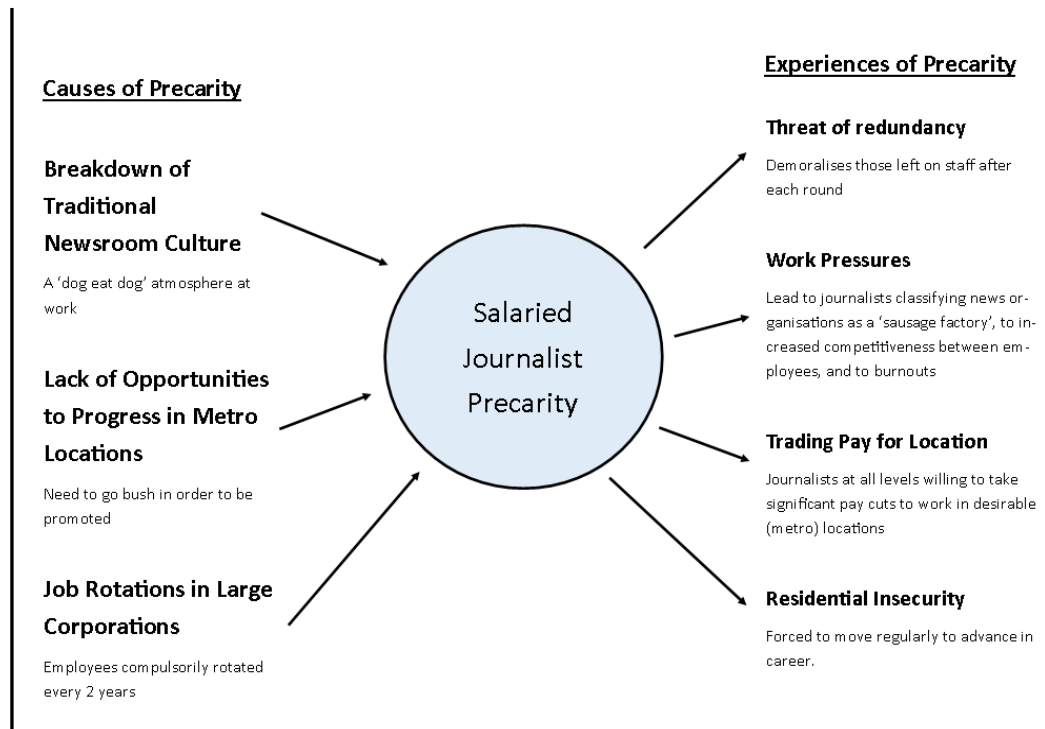 Causes of Precarity
Breakdown of
Traditional
Newsroom Culture
A ‘dog eat dog’ atmosphere at
work
Lack of Opportunities
to Progress in Metro
Locations
Need to go bush in order to be
promoted
Job Rotations in Large
Corporations
Employees compulsorily rotated
every 2 years
Salaried
Journalist
Precarity
Experiences of Precarity
Threat of redundancy
Demoralises those left on staff after
each round
Work Pressures
Lead to journalists classifying news or-
ganisations as a ‘sausage factory’, to in-
creased competitiveness between em-
ployees, and to burnouts
Trading Pay for Location
Journalists at all levels willing to take
significant pay cuts to work in desirable
(metro) locations
Residential Insecurity
Forced to move regularly to advance in
career.